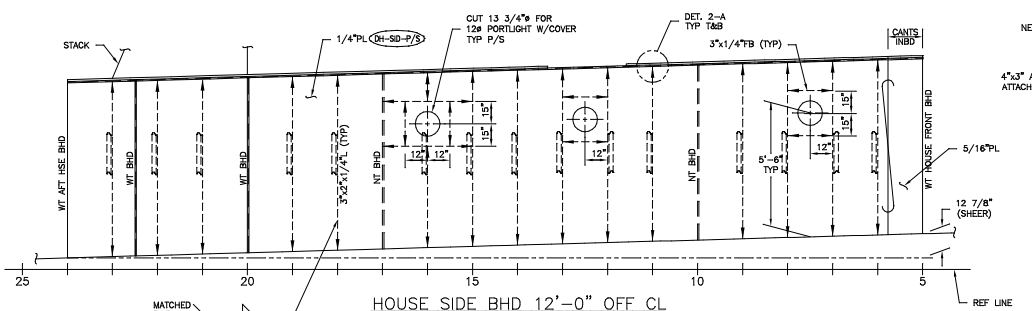 STACK
1/4"PL DH-SID-P/S
CUT 13 3/4"ø FOR
12ø PORTLIGHT W/COVER
TYP P/S
DET. 2-A
TYP T&B
3"x1/4"FB (TYP)
CANTS
INBD
NE
4"x3" A
ATTACH
WT AFT HSE BHD
WT BHD
WT BHD
3"x2"x1/4"L (TYP)
NT BHD
15"
15"
12"
12"
12"
NT BHD
5'-6"
TYP
15"
15"
12"
WT HOUSE FRONT BHD
5/16"PL
12 7/8"
(SHEER)
25
20
15
10
5
REF LINE
MATCHED
HOUSE SIDE BHD 12'-0" OFF CL